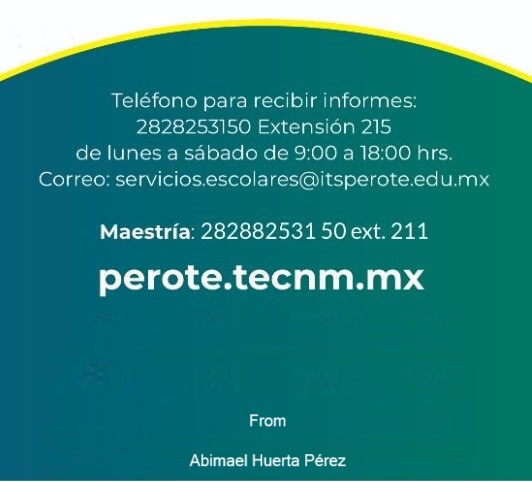 Teléfono para recibir informes:
2828253150 Extensión 215
de lunes a sábado de 9:00 a 18:00 hrs.
Correo: servicios.escolares@itsperote.edu.mx
Maestría: 282882531 50 ext. 211
perote.tecnm.mx
From
Abimael Huerta Pérez